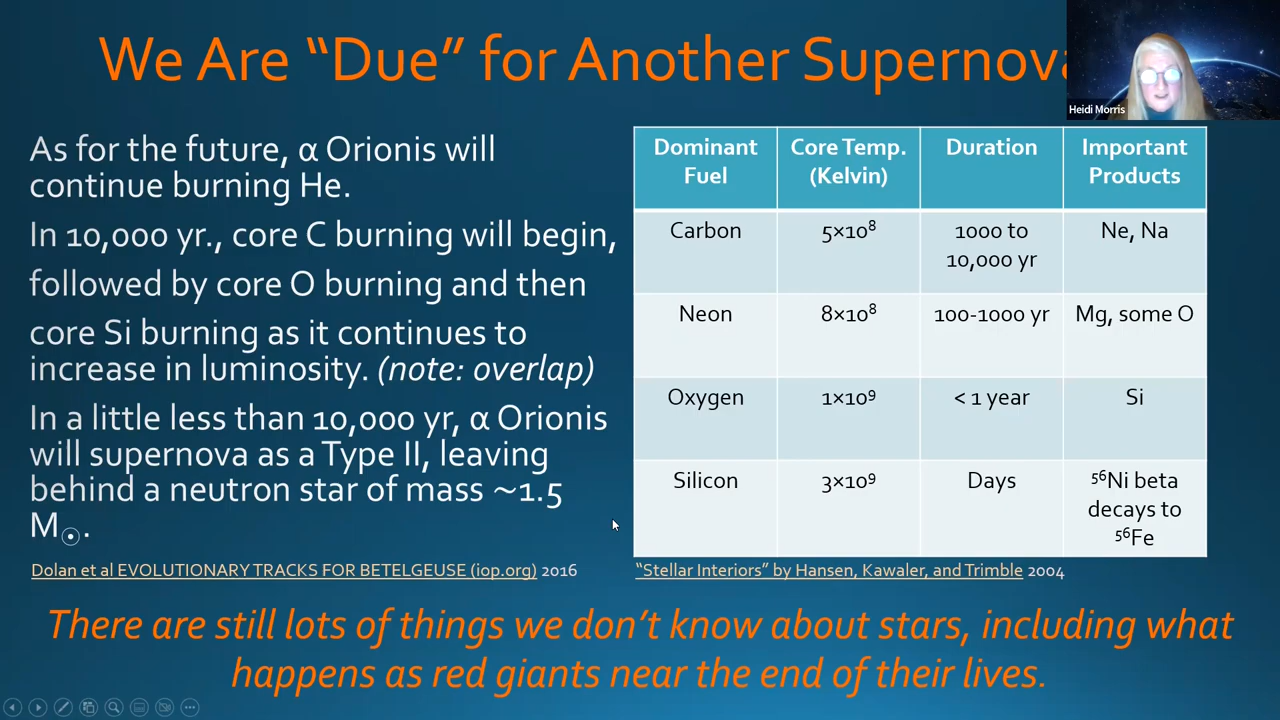 We Are “Due” for Another Supernova
Heidi Morris
As for the future, α Orionis will
continue burning He.
In 10,000 yr., core C burning will begin,
followed by core O burning and then
core Si burning as it continues to
increase in luminosity. (note: overlap)
In a little less than 10,000 yr, α Orionis
will supernova as a Type II, leaving
behind a neutron star of mass ~1.5
M☉.
Dolan et al EVOLUTIONARY TRACKS FOR BETELGEUSE (iop.org) 2016
Dominant Fuel
Core Temp. (Kelvin)
Duration
Important Products
Carbon
5×10⁸
1000 to
10,000 yr
Ne, Na
Neon
8×10⁸
100-1000 yr
Mg, some O
Oxygen
1×10⁹
< 1 year
Si
Silicon
3×10⁹
Days
⁵⁶Ni beta
decays to
⁵⁶Fe
“Stellar Interiors” by Hansen, Kawaler, and Trimble 2004
There are still lots of things we don’t know about stars, including what
happens as red giants near the end of their lives.